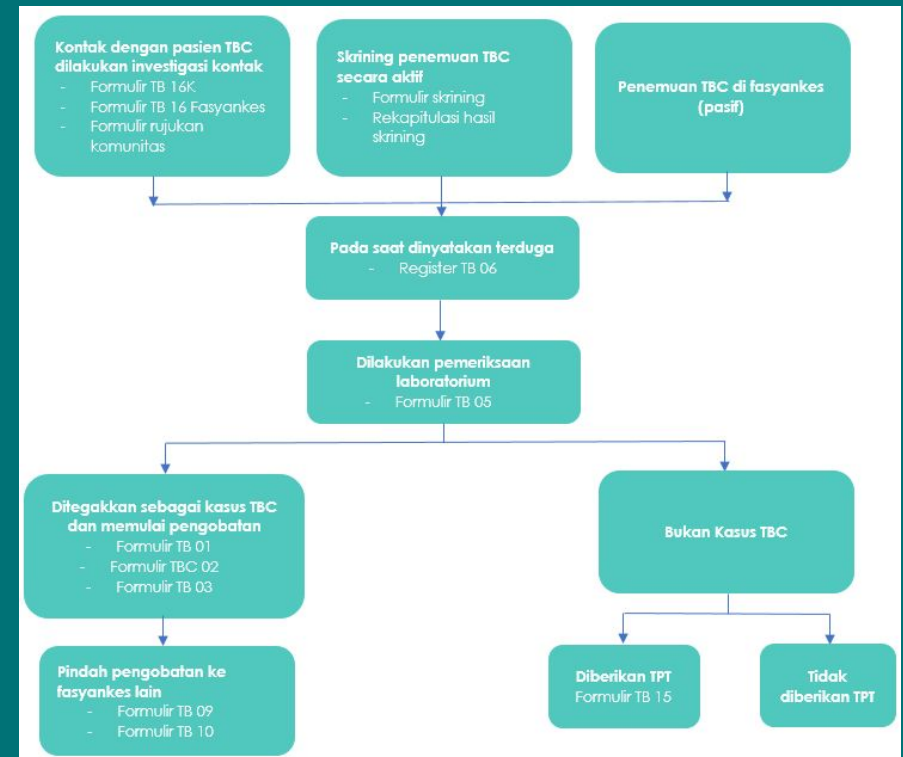 Kontak dengan pasien TBC
dilakukan investigasi kontak
- Formulir TB 16K
- Formulir TB 16 Fasyankes
- Formulir rujukan
komunitas
Skrining penemuan TBC
secara aktif
- Formulir skrining
- Rekapitulasi hasil
skrining
Penemuan TBC di fasyankes
(pasif)
Pada saat dinyatakan terduga
- Register TB 06
Dilakukan pemeriksaan
laboratorium
- Formulir TB 05
Ditegakkan sebagai kasus TBC
dan memulai pengobatan
- Formulir TB 01
- Formulir TBC 02
- Formulir TB 03
Bukan Kasus TBC
Pindah pengobatan ke
fasyankes lain
- Formulir TB 09
- Formulir TB 10
Diberikan TPT
Formulir TB 15
Tidak
diberikan TPT